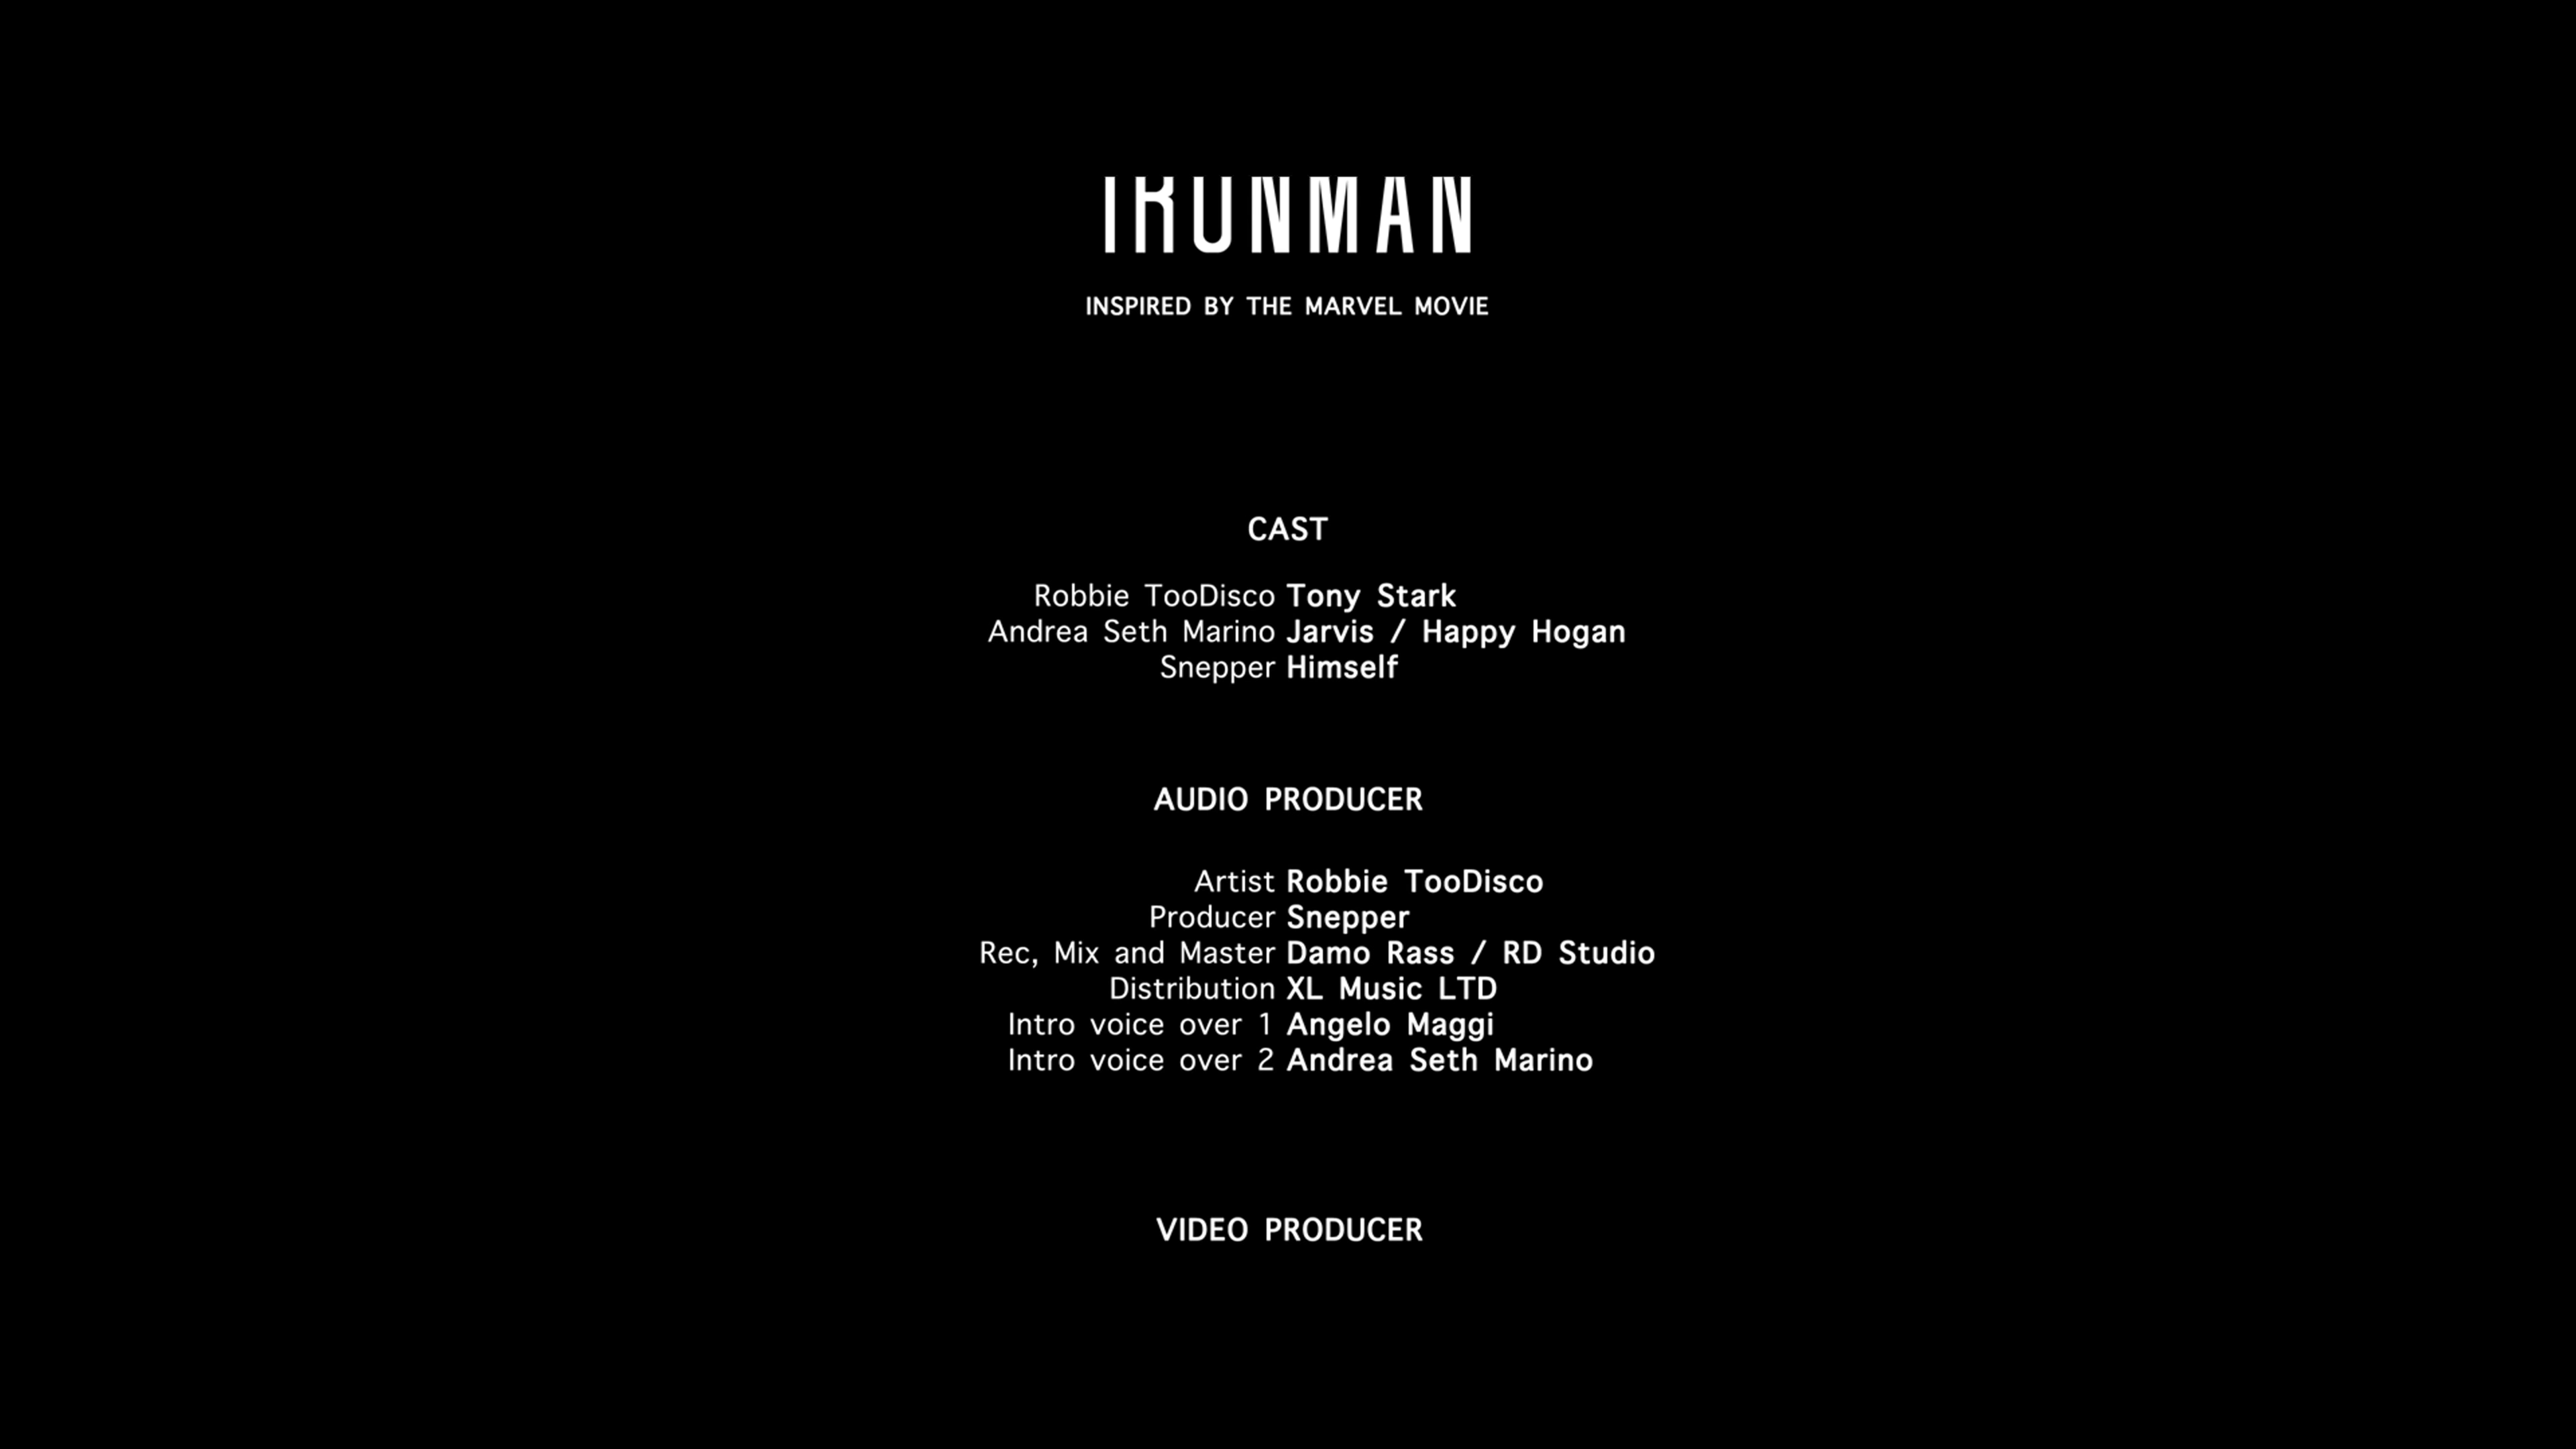 IRONMAN
INSPIRED BY THE MARVEL MOVIE
CAST
Robbie TooDisco Tony Stark
Andrea Seth Marino Jarvis / Happy Hogan
Snepper Himself
AUDIO PRODUCER
Artist Robbie TooDisco
Producer Snepper
Rec, Mix and Master Damo Rass / RD Studio
Distribution XL Music LTD
Intro voice over 1 Angelo Maggi
Intro voice over 2 Andrea Seth Marino
VIDEO PRODUCER